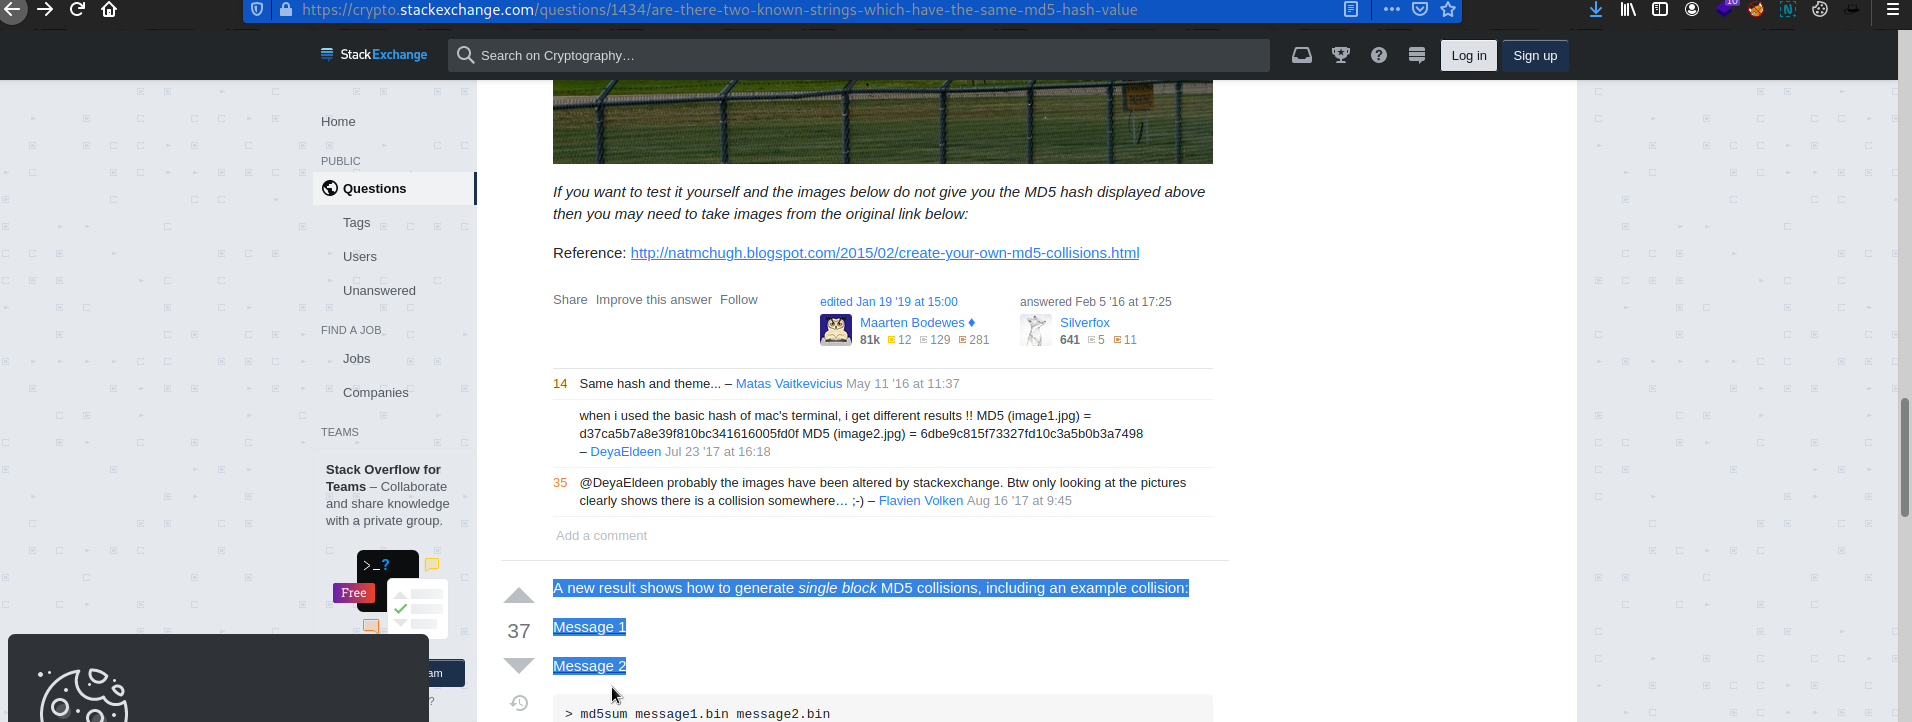 https://crypto.stackexchange.com/questions/1434/are-there-two-known-strings-which-have-the-same-md5-hash-value
10
N
StackExchange
Search on Cryptography…
Log in
Sign up
Home
PUBLIC
Questions
Tags
Users
Unanswered
FIND A JOB
Jobs
Companies
TEAMS
Stack Overflow for
Teams – Collaborate
and share knowledge
with a private group.
>_?
Free
am
?
If you want to test it yourself and the images below do not give you the MD5 hash displayed above
then you may need to take images from the original link below:
Reference: http://natmchugh.blogspot.com/2015/02/create-your-own-md5-collisions.html
Share Improve this answer Follow
edited Jan 19 '19 at 15:00
Maarten Bodewes ♦
81k 12 129 281
answered Feb 5 '16 at 17:25
Silverfox
641 5 11
14 Same hash and theme... – Matas Vaitkevicius May 11 '16 at 11:37
when i used the basic hash of mac's terminal, i get different results !! MD5 (image1.jpg) =
d37ca5b7a8e39f810bc341616005fd0f MD5 (image2.jpg) = 6dbe9c815f73327fd10c3a5b0b3a7498
– DeyaEldeen Jul 23 '17 at 16:18
35 @DeyaEldeen probably the images have been altered by stackexchange. Btw only looking at the pictures
clearly shows there is a collision somewhere… ;-) – Flavien Volken Aug 16 '17 at 9:45
Add a comment
A new result shows how to generate single block MD5 collisions, including an example collision:
37
Message 1
Message 2
> md5sum message1.bin message2.bin